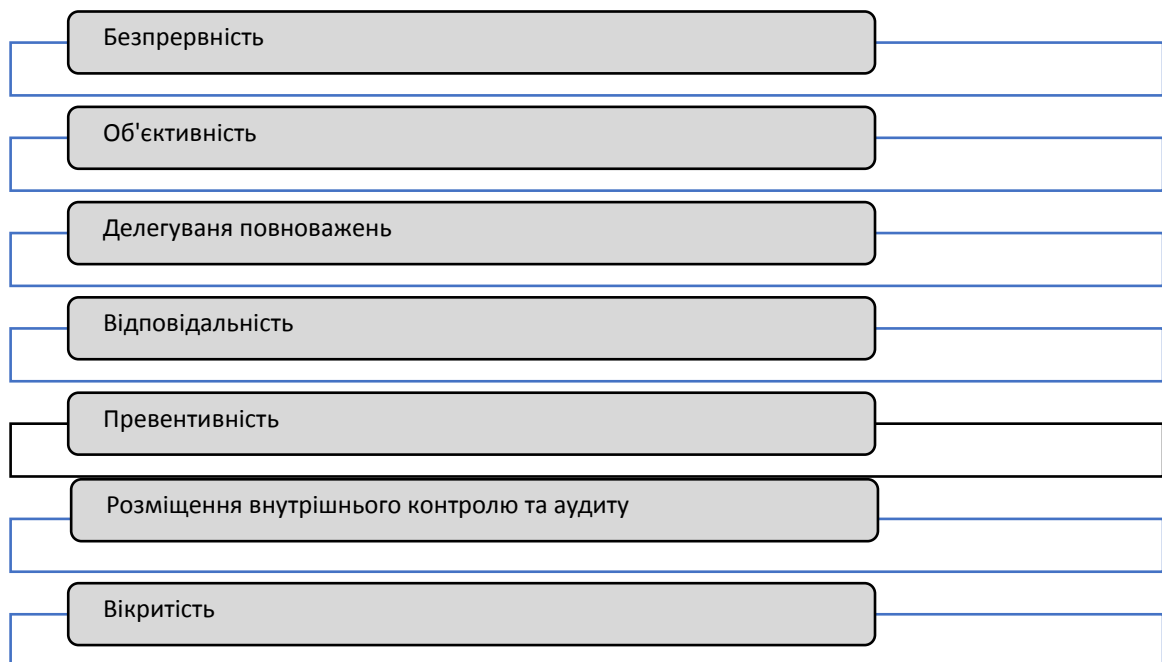 Безпрервність
Об'єктивність
Делегуваня повноважень
Відповідальність
Превентивність
Розміщення внутрішнього контролю та аудиту
Вікритість